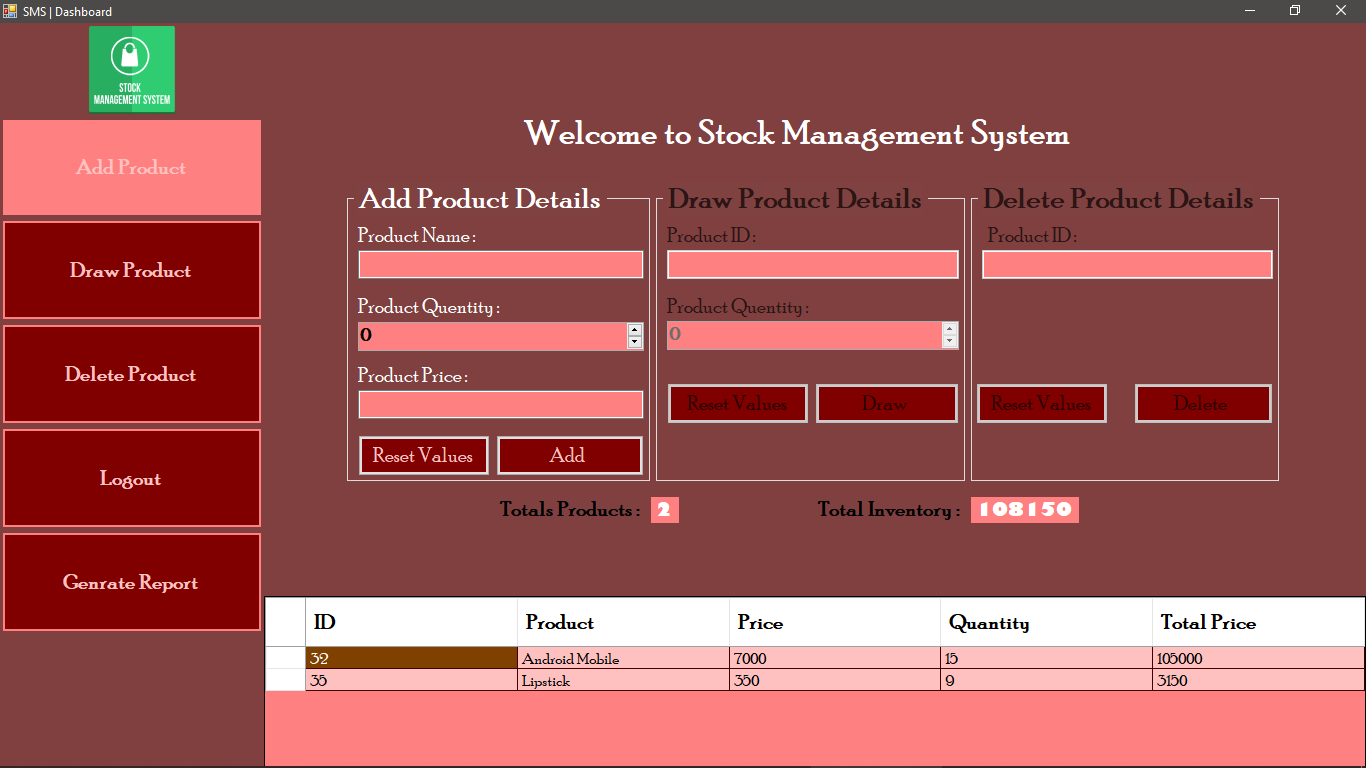 SMS | Dashboard
STOCK
MANAGEMENT SYSTEM
Welcome to Stock Management System
Add Product
Draw Product
Delete Product
Logout
Genrate Report
Add Product Details
Product Name :
Product Quentity :
0
Product Price :
Reset Values Add
Draw Product Details
Product ID :
Product Quentity :
0
Reset Values Draw
Delete Product Details
Product ID :
Reset Values Delete
Totals Products : 2 Total Inventory : 108150
ID Product Price Quantity Total Price
32 Android Mobile 7000 15 105000
35 Lipstick 350 9 3150